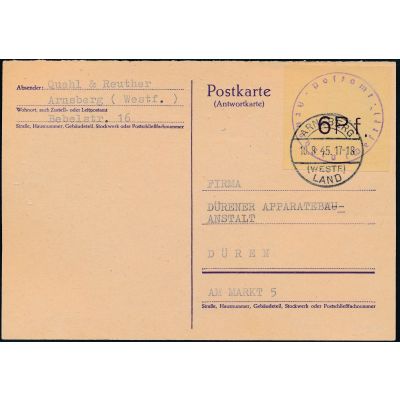 Absender: Quahl & Reuther
Arnsberg ( Westf. )
Wohnort, auch Zustell- oder Leitpostamt
Bebelstr. 16
Straße, Hausnummer, Gebäudeteil, Stockwerk oder Postschließfachnummer
Postkarte
(Antwortkarte)
6Pf.
ARNSBERG
10.8.45.17-18
(WESTF)
LAND
FIRMA
DÜRENER APPARATEBAU-
ANSTALT
DÜREN
AM MARKT 5
Straße, Hausnummer, Gebäudeteil, Stockwerk oder Postschließfachnummer